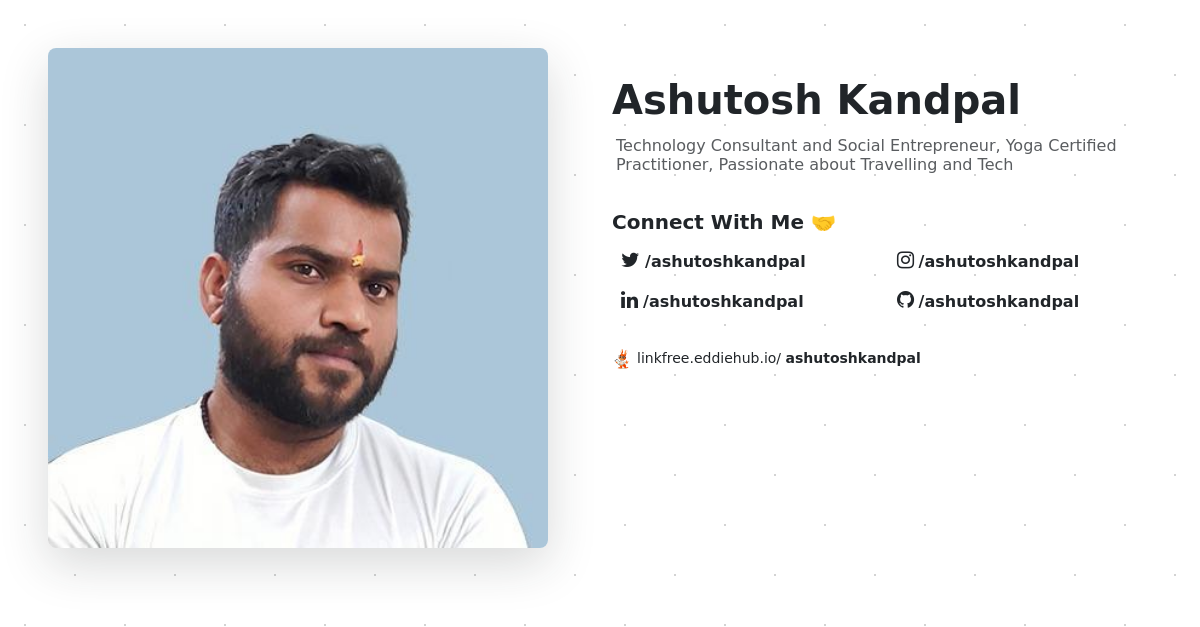 Ashutosh Kandpal
Technology Consultant and Social Entrepreneur, Yoga Certified
Practitioner, Passionate about Travelling and Tech
Connect With Me 🤝
/ashutoshkandpal
/ashutoshkandpal
/ashutoshkandpal
/ashutoshkandpal
linkfree.eddiehub.io/ ashutoshkandpal